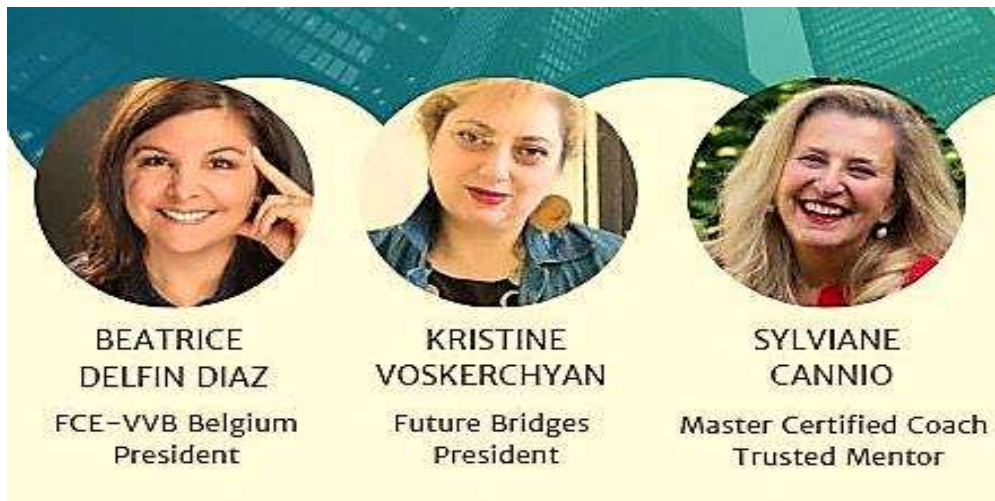 BEATRICE
DELFIN DIAZ
FCE-VVB Belgium
President
KRISTINE
VOSKERCHYAN
Future Bridges
President
SYLVIANE
CANNIO
Master Certified Coach
Trusted Mentor